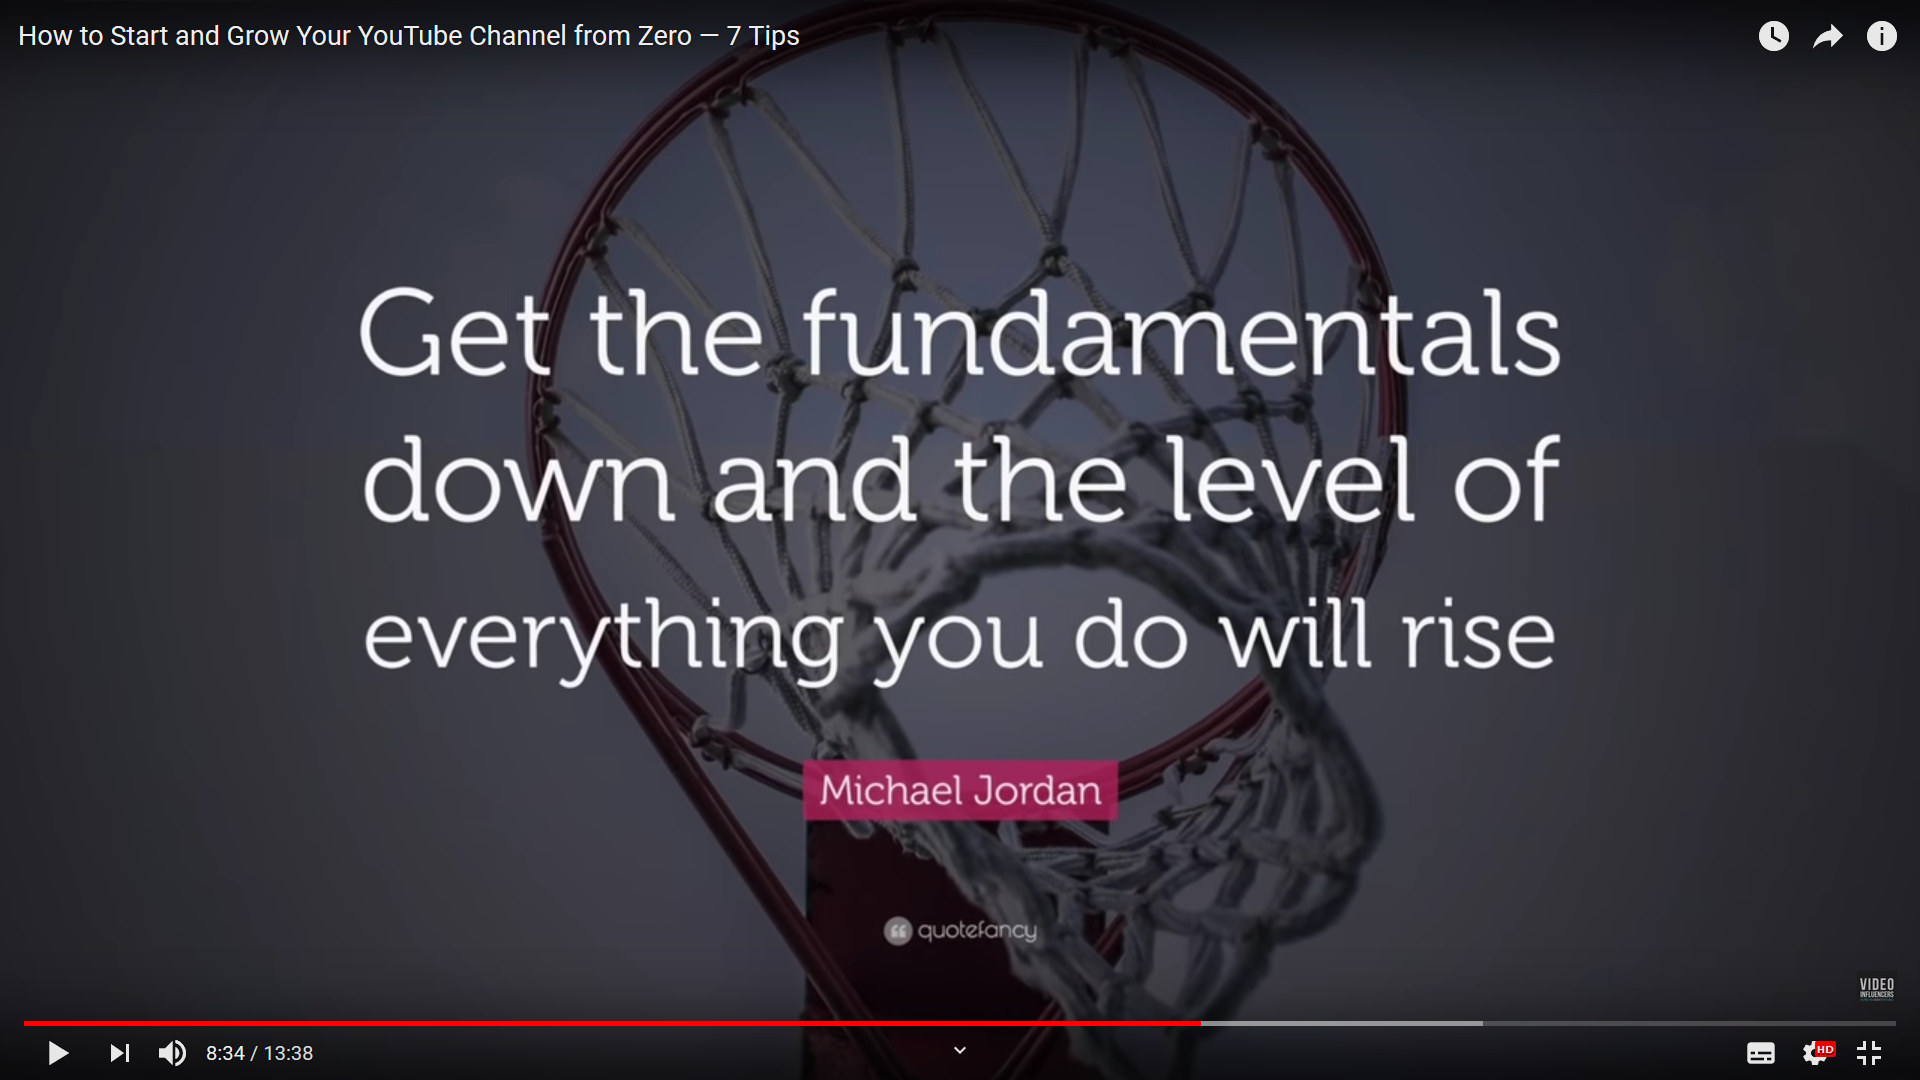 How to Start and Grow Your YouTube Channel from Zero — 7 Tips
Get the fundamentals
down and the level of
everything you do will rise
Michael Jordan
quotefancy
VIDEO
INFLUENCERS
8:34 / 13:38
HD